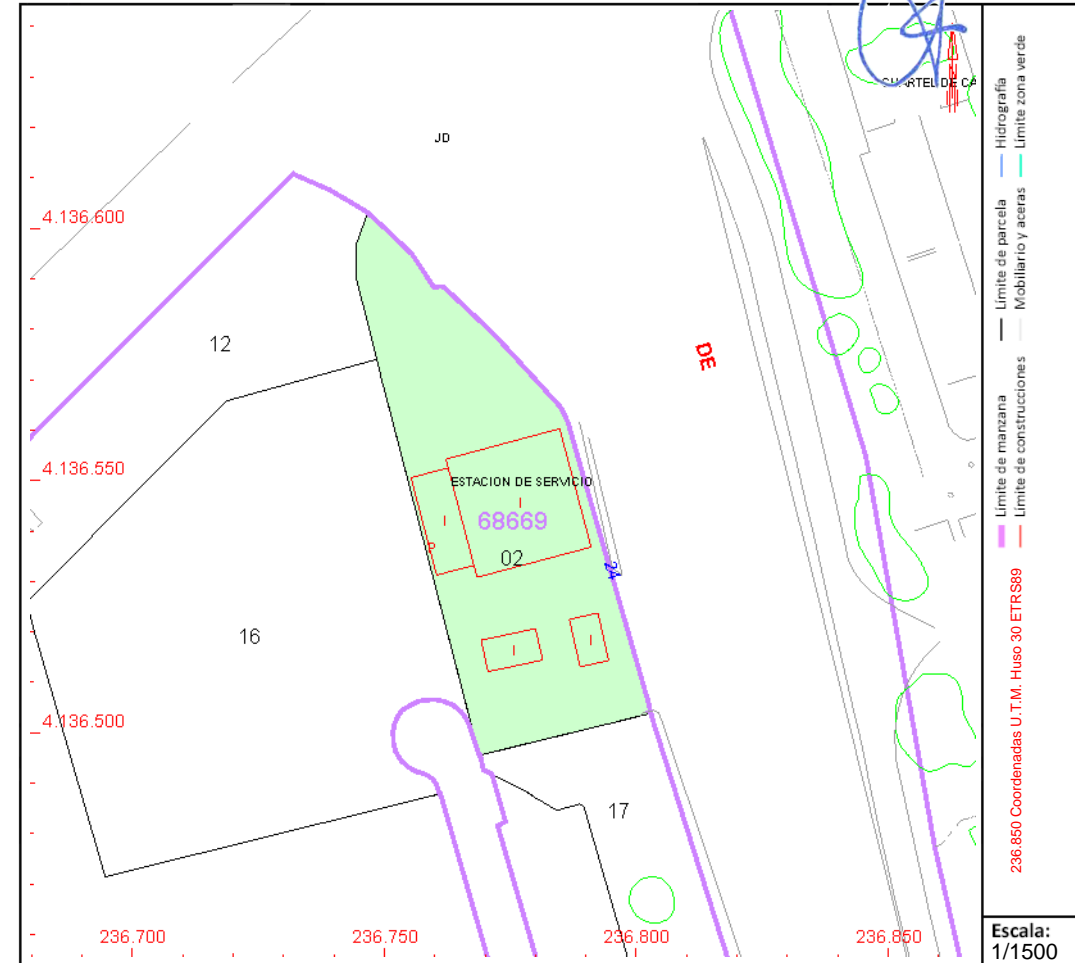 CUARTEL DE CA
JD
4.136.600
12
DE
4.136.550
ESTACION DE SERVICIO
I
I
68669
P
02
24
16
I
I
4.136.500
17
236.700
236.750
236.800
236.850
Hidrografía
Límite zona verde
Límite de parcela
Mobiliario y aceras
Límite de manzana
Límite de construcciones
236.850 Coordenadas U.T.M. Huso 30 ETRS89
Escala:
1/1500